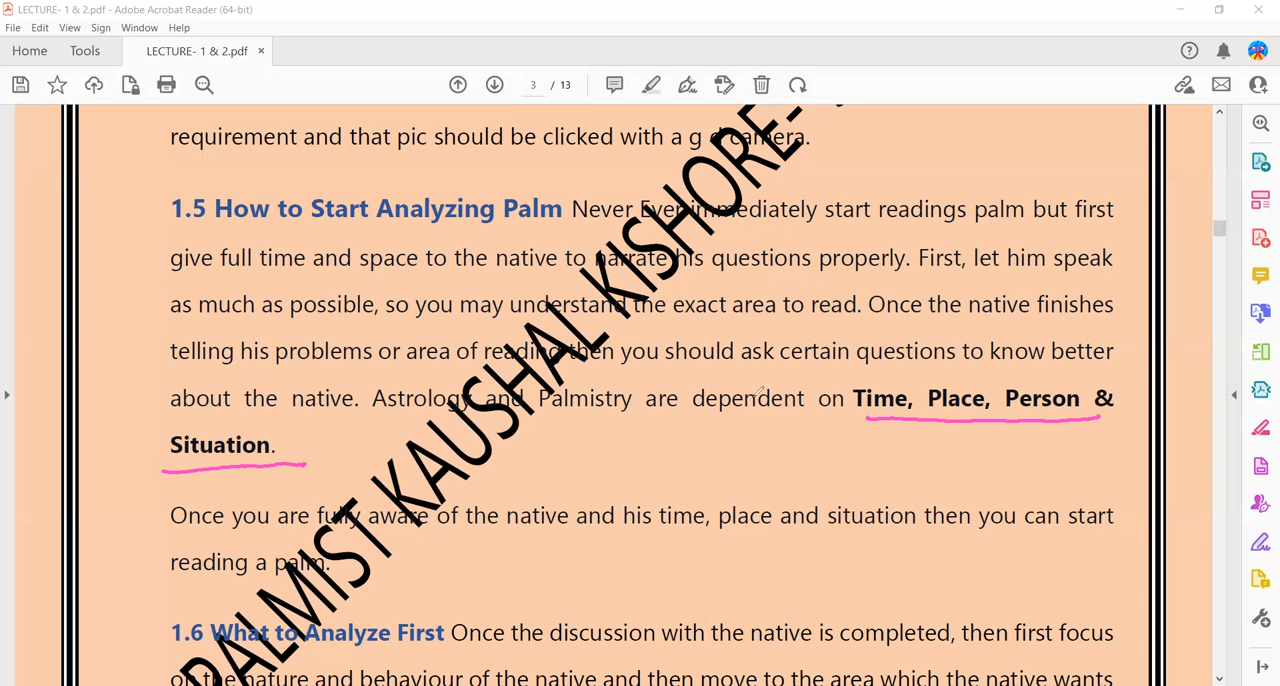 LECTURE- 1 & 2.pdf - Adobe Acrobat Reader (64-bit)
File Edit View Sign Window Help
Home Tools LECTURE- 1 & 2.pdf ×
3 / 13
requirement and that pic should be clicked with a g d camera.
1.5 How to Start Analyzing Palm Never Ever immediately start readings palm but first
give full time and space to the native to narrate his questions properly. First, let him speak
as much as possible, so you may understand the exact area to read. Once the native finishes
telling his problems or area of reading then you should ask certain questions to know better
about the native. Astrology and Palmistry are dependent on Time, Place, Person &
Situation.
Once you are fully aware of the native and his time, place and situation then you can start
reading a palm.
1.6 What to Analyze First Once the discussion with the native is completed, then first focus
on the nature and behaviour of the native and then move to the area which the native wants
PALMIST KAUSHAL KISHORE-